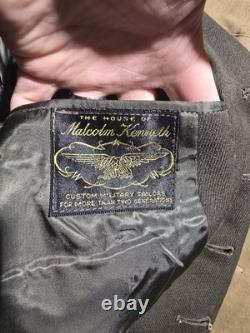 THE HOUSE OF
Malcolm Kenneth
CUSTOM MILITARY TAILORS
FOR MORE THAN TWO GENERATIONS